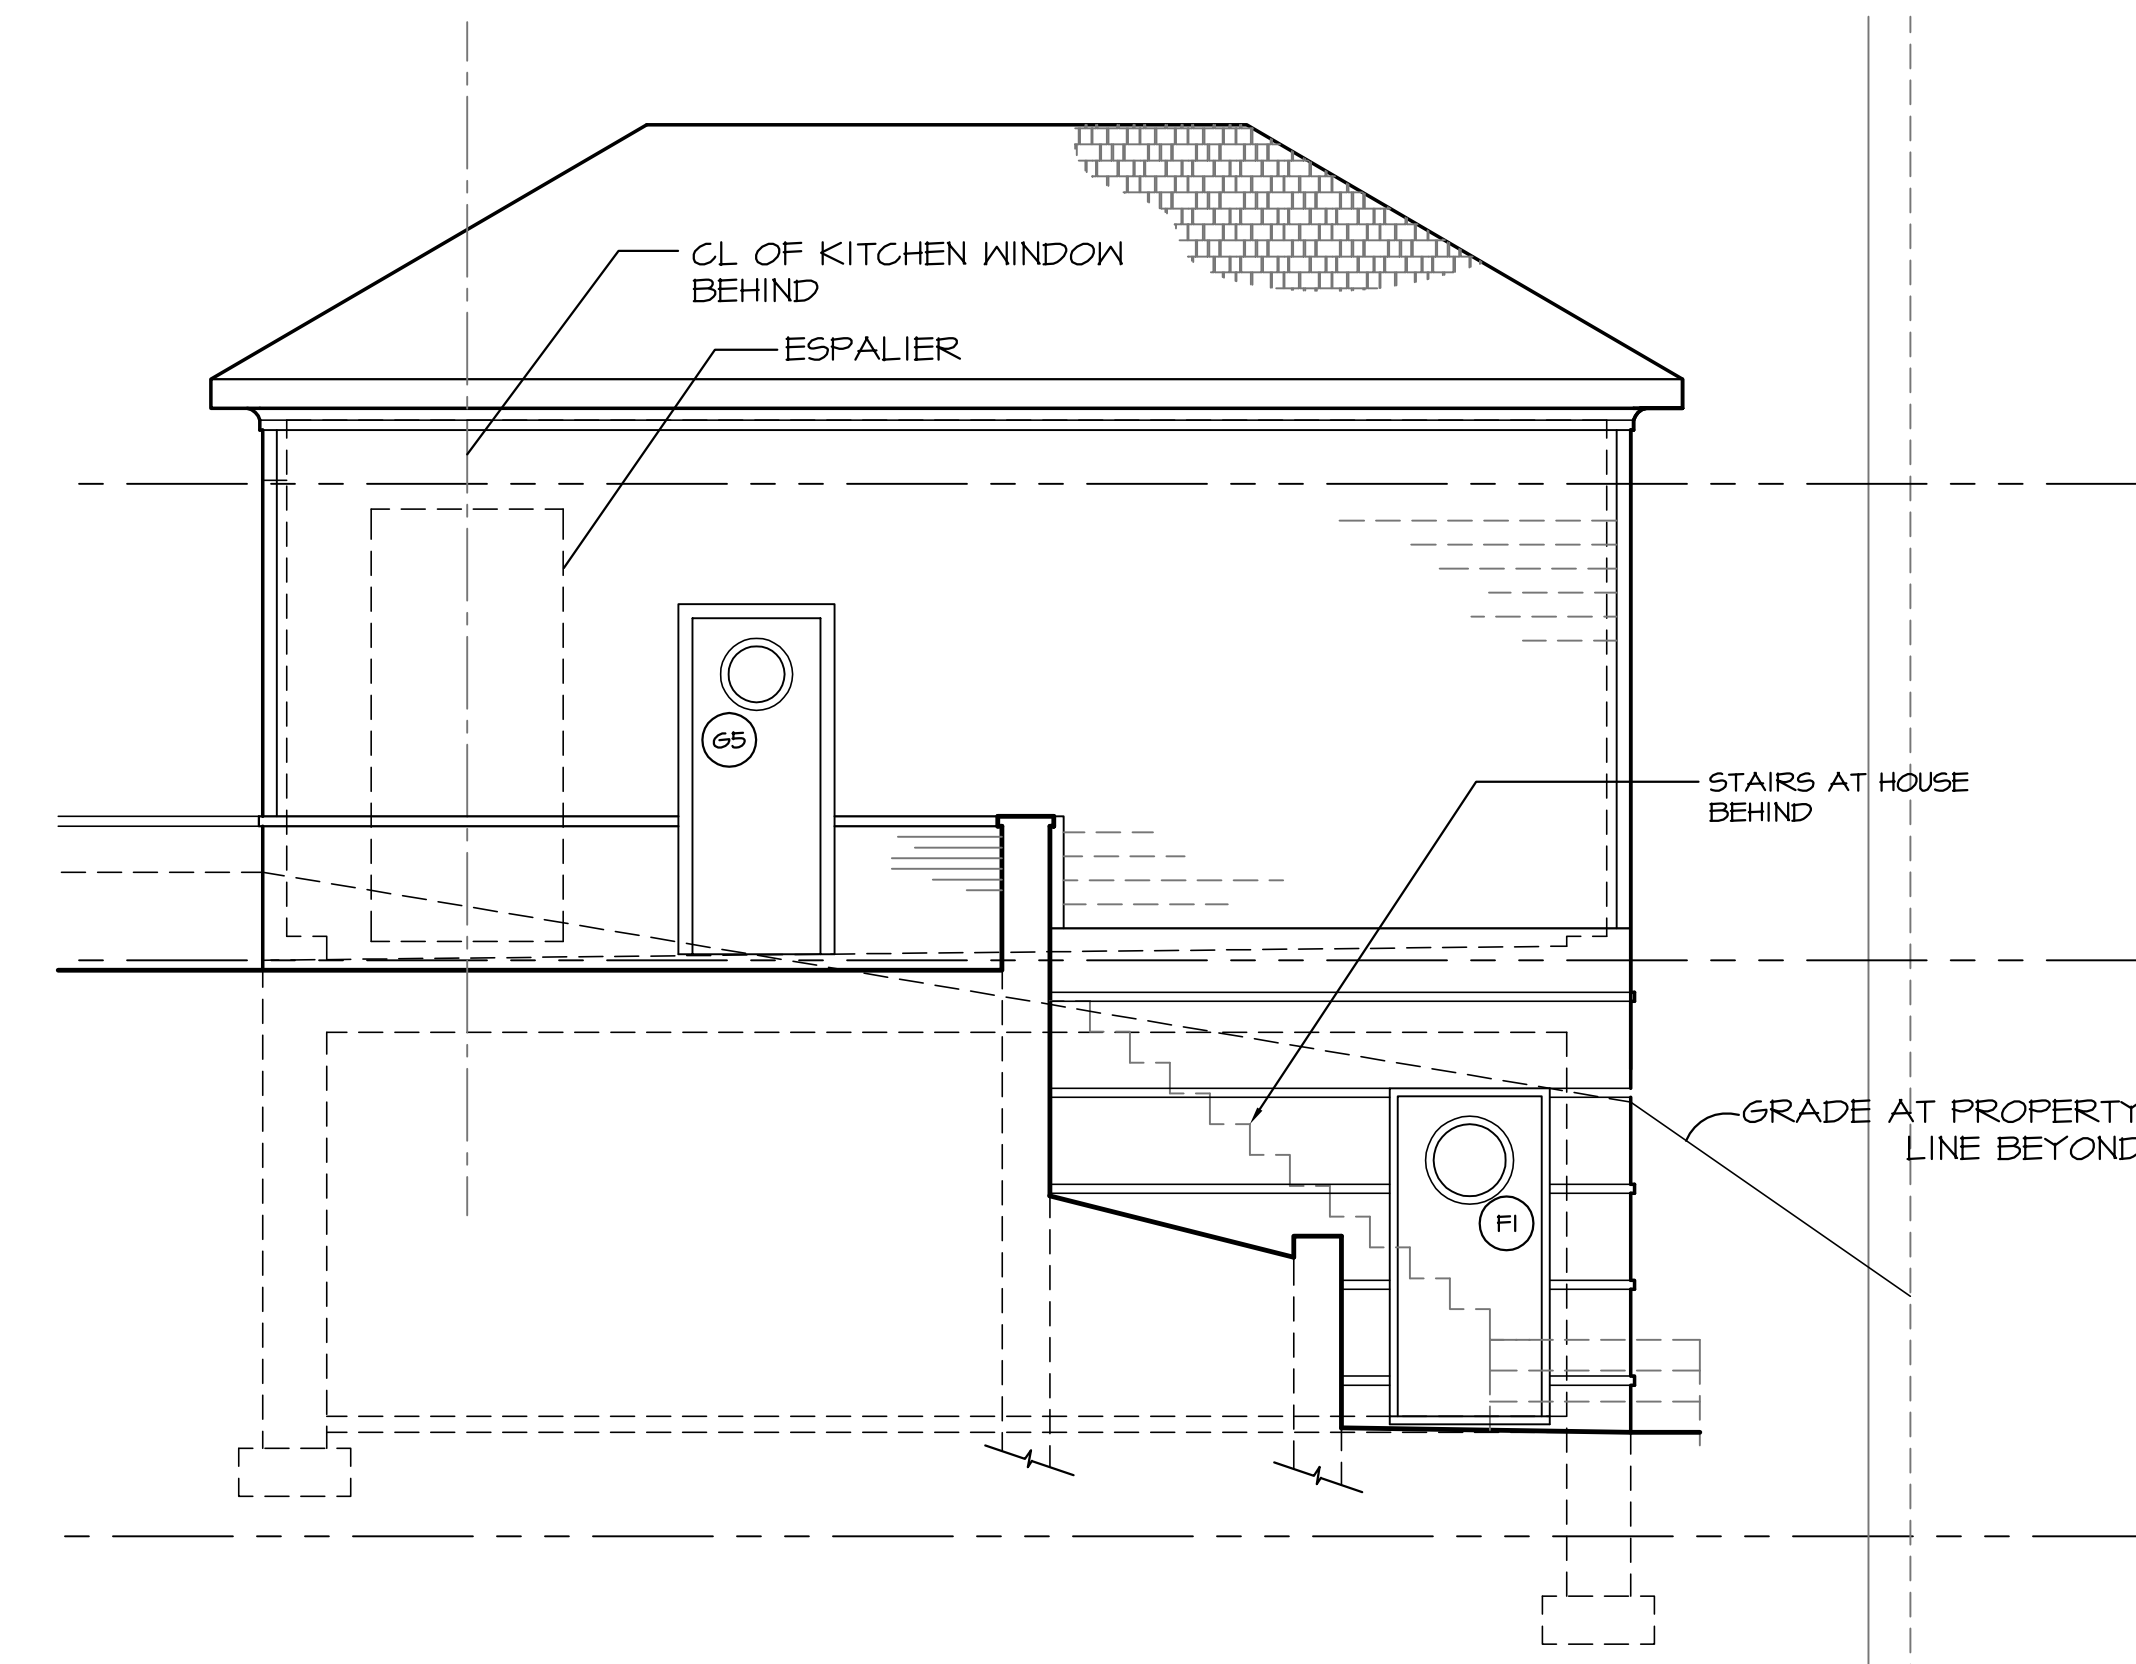 CL OF KITCHEN WINDOW
BEHIND
ESPALIER
G5
STAIRS AT HOUSE
BEHIND
GRADE AT PROPERTY
LINE BEYOND
F1